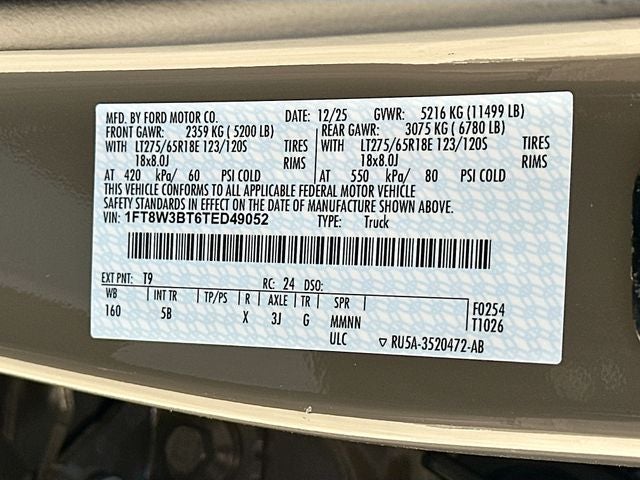 MFD. BY FORD MOTOR CO. DATE: 12/25 GVWR: 5216 KG (11499 LB)
FRONT GAWR: 2359 KG ( 5200 LB) REAR GAWR: 3075 KG ( 6780 LB)
WITH LT275/65R18E 123/120S TIRES WITH LT275/65R18E 123/120S TIRES
18x8.0J RIMS 18x8.0J RIMS
AT 420 kPa/ 60 PSI COLD AT 550 kPa/ 80 PSI COLD
THIS VEHICLE CONFORMS TO ALL APPLICABLE FEDERAL MOTOR VEHICLE
SAFETY STANDARDS IN EFFECT ON THE DATE OF MANUFACTURE SHOWN ABOVE.
VIN: 1FT8W3BT6TED49052 TYPE: Truck
EXT PNT: T9 RC: 24 DSO:
WB INT TR TP/PS R AXLE TR SPR F0254
160 5B X 3J G MMNN T1026
ULC ▽ RU5A-3520472-AB